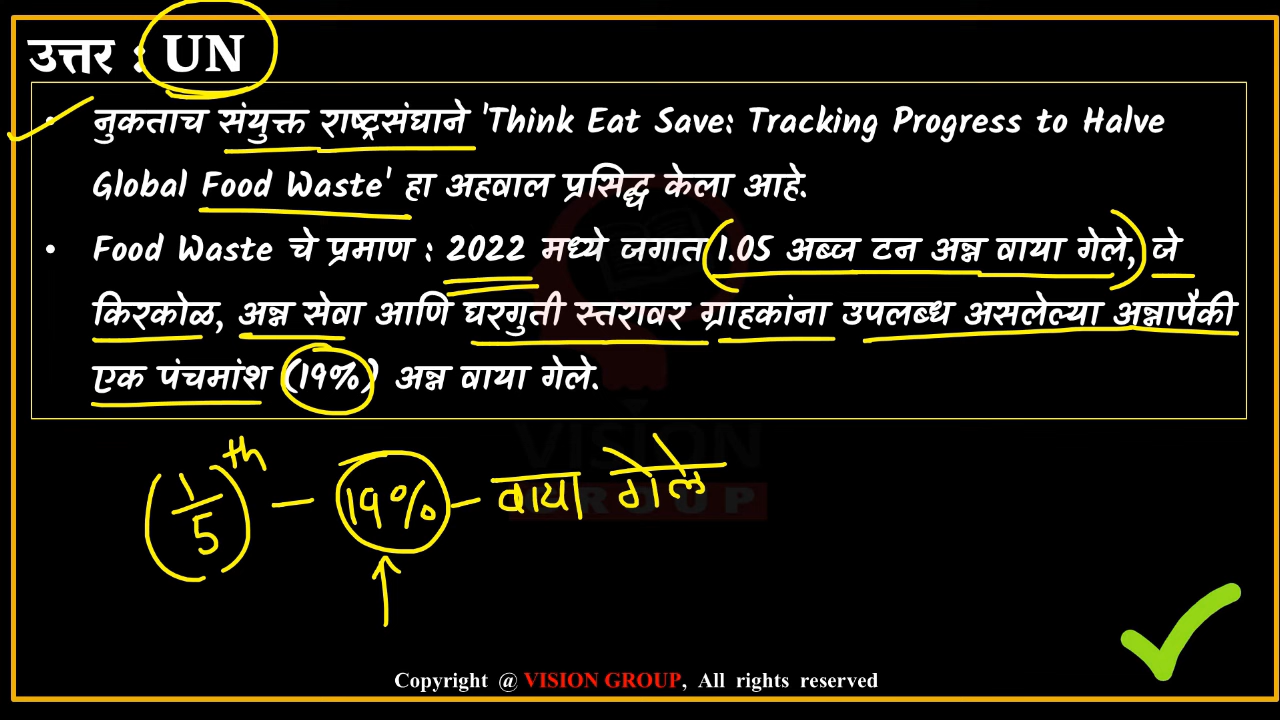 उत्तर : UN
• नुकताच संयुक्त राष्ट्रसंघाने 'Think Eat Save: Tracking Progress to Halve
Global Food Waste' हा अहवाल प्रसिद्ध केला आहे.
• Food Waste चे प्रमाण : 2022 मध्ये जगात 1.05 अब्ज टन अन्न वाया गेले, जे
किरकोळ, अन्न सेवा आणि घरगुती स्तरावर ग्राहकांना उपलब्ध असलेल्या अन्नापैकी
एक पंचमांश (19%) अन्न वाया गेले.
(1/5)th – 19% – वाया गेले
VISION
GROUP
Copyright @ VISION GROUP, All rights reserved